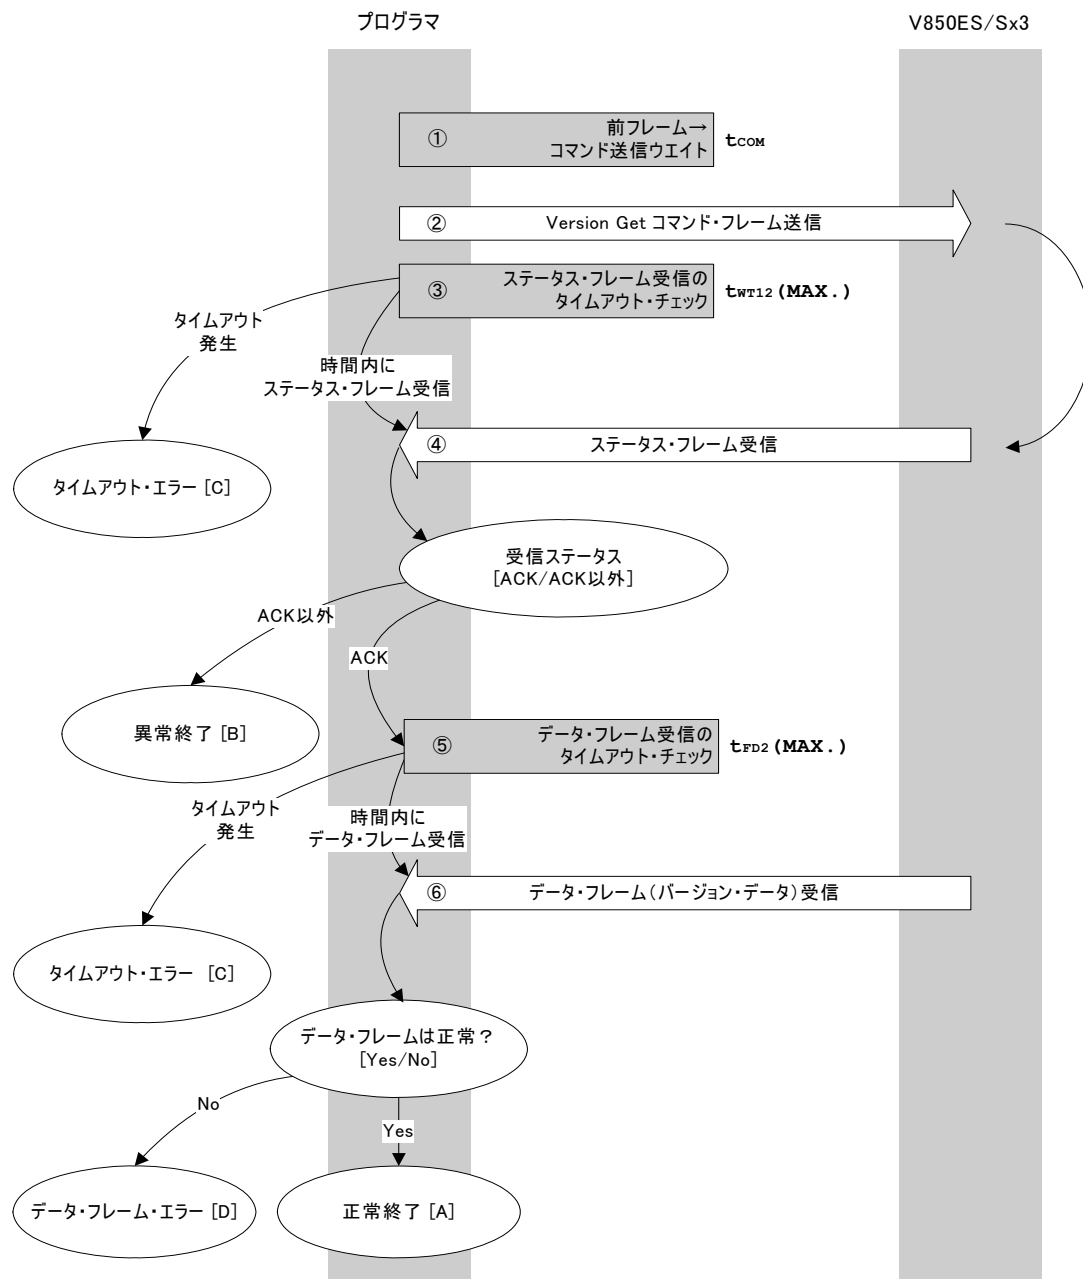 プログラマ
V850ES/Sx3
①
前フレーム→
コマンド送信ウエイト
tCOM
②
Version Get コマンド・フレーム送信
③
ステータス・フレーム受信の
タイムアウト・チェック
tWT12(MAX.)
タイムアウト
発生
時間内に
ステータス・フレーム受信
④
ステータス・フレーム受信
タイムアウト・エラー [C]
受信ステータス
[ACK/ACK以外]
ACK以外
ACK
異常終了 [B]
⑤
データ・フレーム受信の
タイムアウト・チェック
tFD2(MAX.)
タイムアウト
発生
時間内に
データ・フレーム受信
⑥
データ・フレーム（バージョン・データ）受信
タイムアウト・エラー [C]
データ・フレームは正常？
[Yes/No]
No
Yes
データ・フレーム・エラー [D]
正常終了 [A]